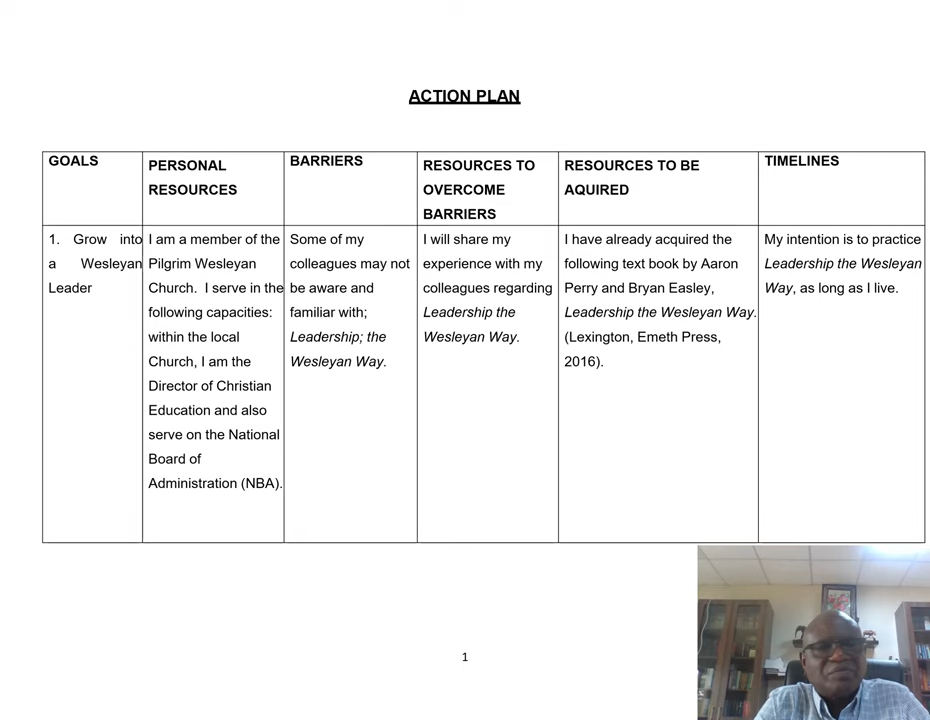 ACTION PLAN
GOALS
PERSONAL
RESOURCES
BARRIERS
RESOURCES TO
OVERCOME
BARRIERS
RESOURCES TO BE
AQUIRED
TIMELINES
1. Grow into
a Wesleyan
Leader
I am a member of the
Pilgrim Wesleyan
Church. I serve in the
following capacities:
within the local
Church, I am the
Director of Christian
Education and also
serve on the National
Board of
Administration (NBA).
Some of my
colleagues may not
be aware and
familiar with;
Leadership; the
Wesleyan Way.
I will share my
experience with my
colleagues regarding
Leadership the
Wesleyan Way.
I have already acquired the
following text book by Aaron
Perry and Bryan Easley,
Leadership the Wesleyan Way.
(Lexington, Emeth Press,
2016).
My intention is to practice
Leadership the Wesleyan
Way, as long as I live.
1